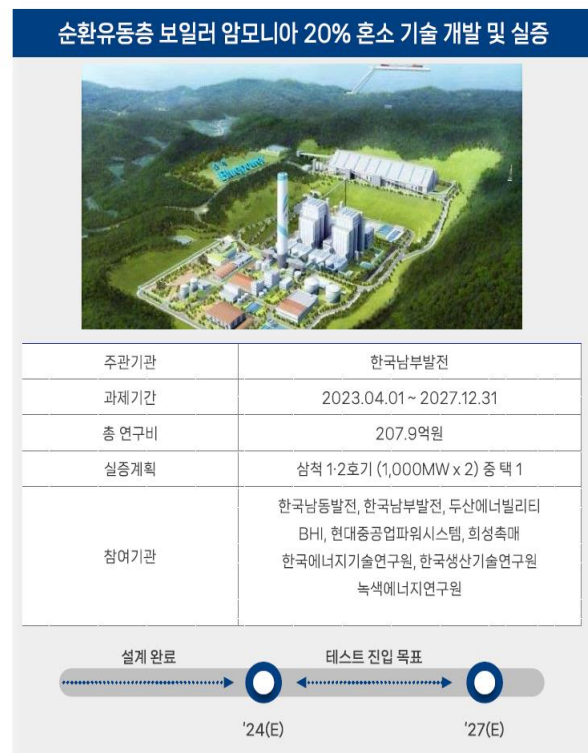 순환유동층 보일러 암모니아 20% 혼소 기술 개발 및 실증
Bluepower
주관기관 한국남부발전
과제기간 2023.04.01 ~ 2027.12.31
총 연구비 207.9억원
실증계획 삼척 1·2호기 (1,000MW x 2) 중 택 1
참여기관
한국남동발전, 한국남부발전, 두산에너빌리티
BHI, 현대중공업파워시스템, 희성촉매
한국에너지기술연구원, 한국생산기술연구원
녹색에너지연구원
설계 완료 테스트 진입 목표
'24(E) '27(E)